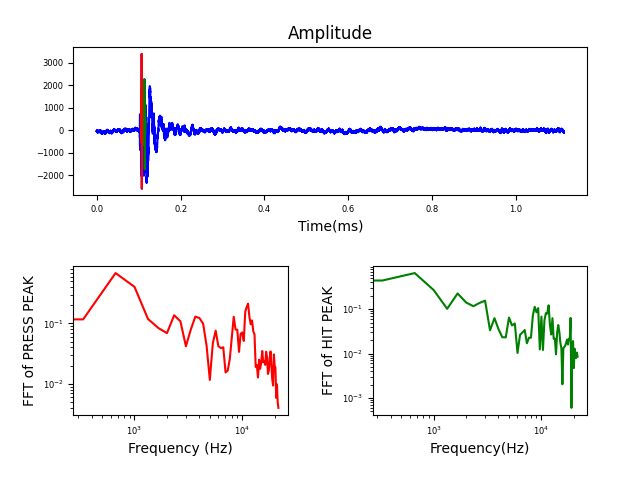 Amplitude
3000
2000
1000
0
−1000
−2000
0.0 0.2 0.4 0.6 0.8 1.0
Time(ms)
FFT of PRESS PEAK
10⁻¹
10⁻²
10³ 10⁴
Frequency (Hz)
FFT of HIT PEAK
10⁻¹
10⁻²
10⁻³
10³ 10⁴
Frequency(Hz)